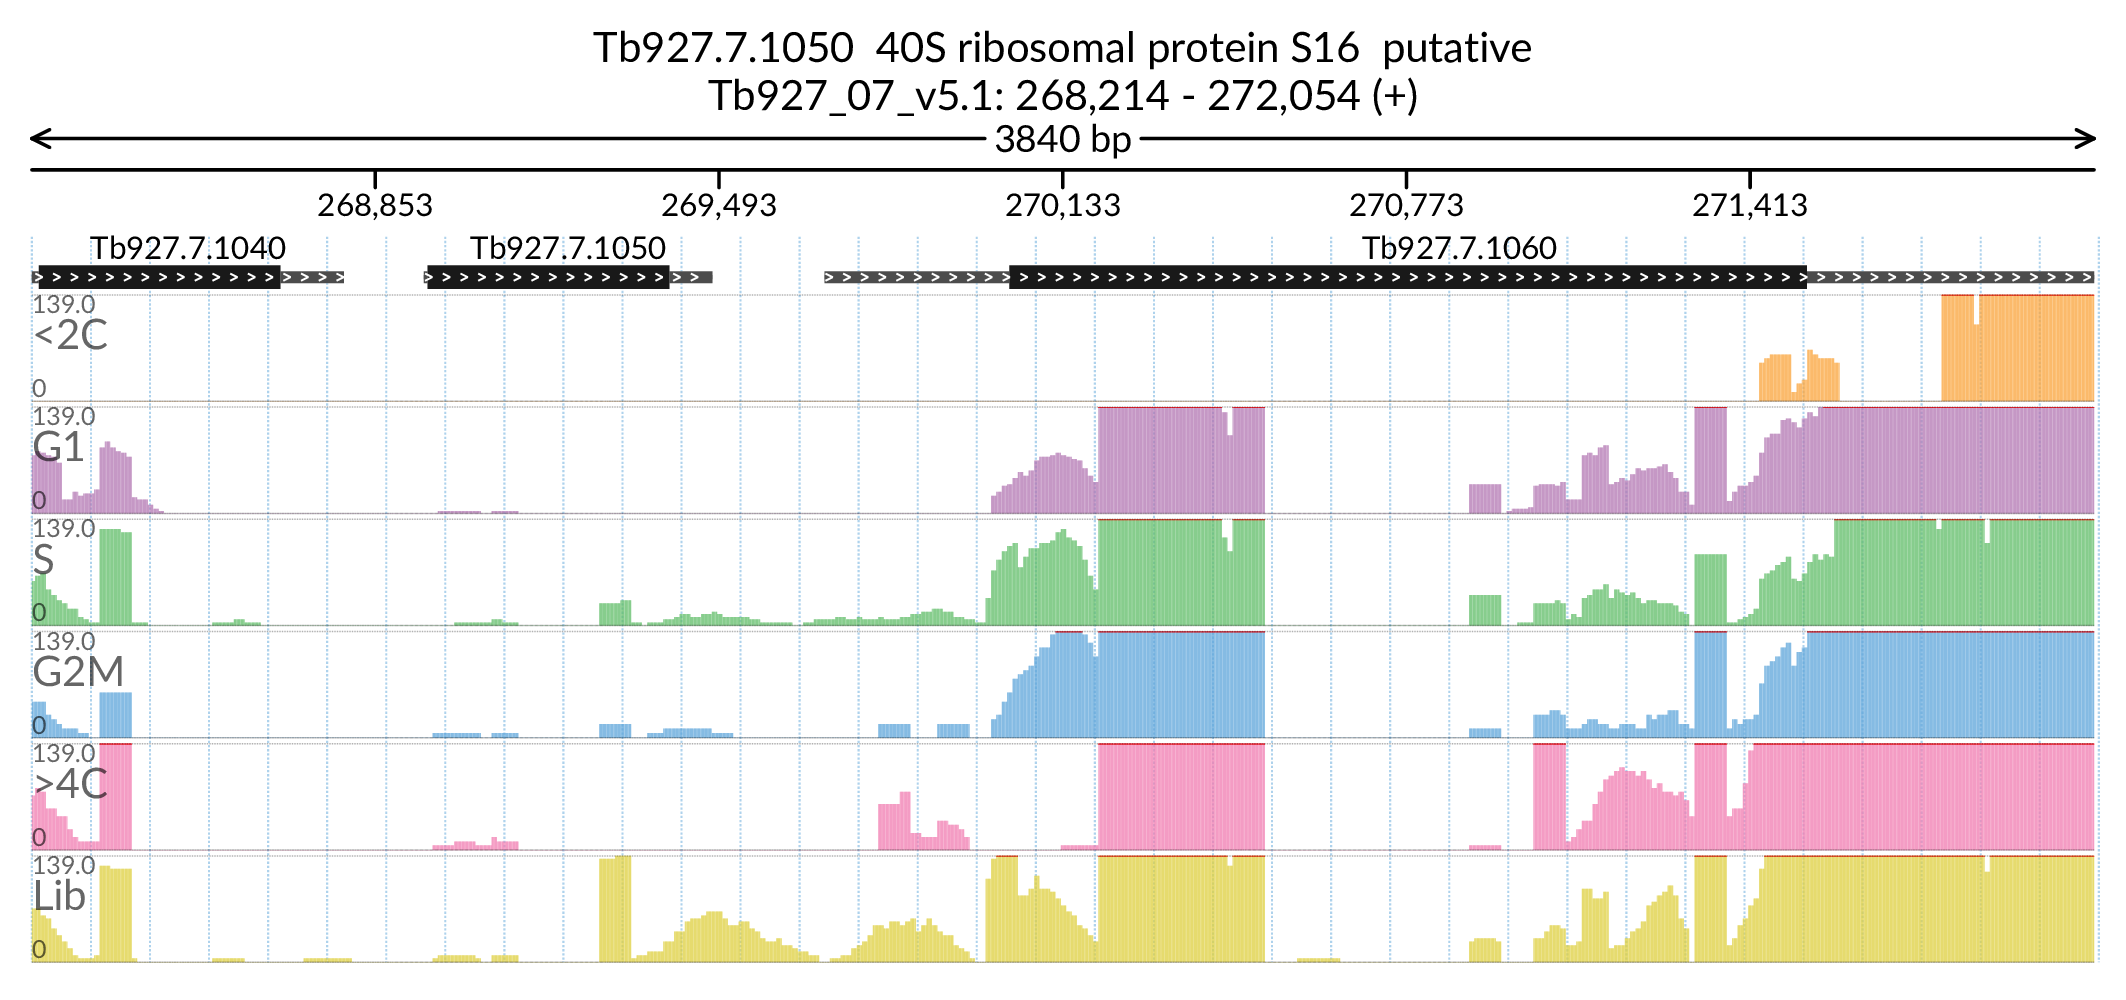 Tb927.7.1050  40S ribosomal protein S16  putative
Tb927_07_v5.1: 268,214 - 272,054 (+)
3840 bp
268,853 269,493 270,133 270,773 271,413
Tb927.7.1040 Tb927.7.1050 Tb927.7.1060
139.0
<2C
0
139.0
G1
0
139.0
S
0
139.0
G2M
0
139.0
>4C
0
139.0
Lib
0